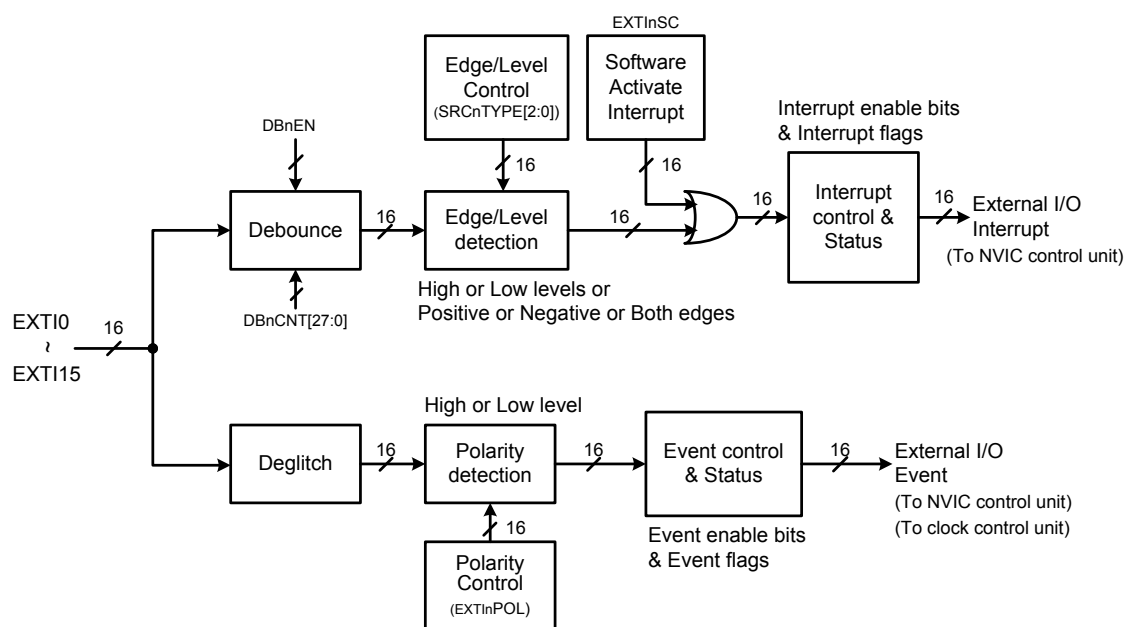 EXTInSC
Edge/Level
Control
(SRCnTYPE[2:0])
Software
Activate
Interrupt
DBnEN
16
16
Interrupt enable bits
& Interrupt flags
Debounce
16
Edge/Level
detection
16
16
Interrupt
control &
Status
16
External I/O
Interrupt
(To NVIC control unit)
DBnCNT[27:0]
High or Low levels or
Positive or Negative or Both edges
EXTI0
~
EXTI15
16
High or Low level
Deglitch
16
Polarity
detection
16
Event control
& Status
16
External I/O
Event
(To NVIC control unit)
(To clock control unit)
16
Event enable bits
& Event flags
Polarity
Control
(EXTInPOL)